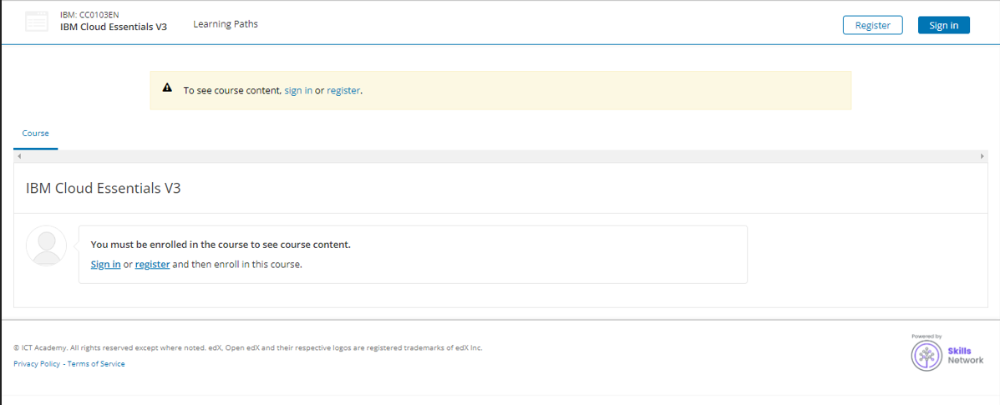 IBM: CC0103EN
IBM Cloud Essentials V3
Learning Paths
Register
Sign in
To see course content, sign in or register.
Course
IBM Cloud Essentials V3
You must be enrolled in the course to see course content.
Sign in or register and then enroll in this course.
© ICT Academy. All rights reserved except where noted. edX, Open edX and their respective logos are registered trademarks of edX Inc.
Privacy Policy - Terms of Service
Powered by
Skills
Network